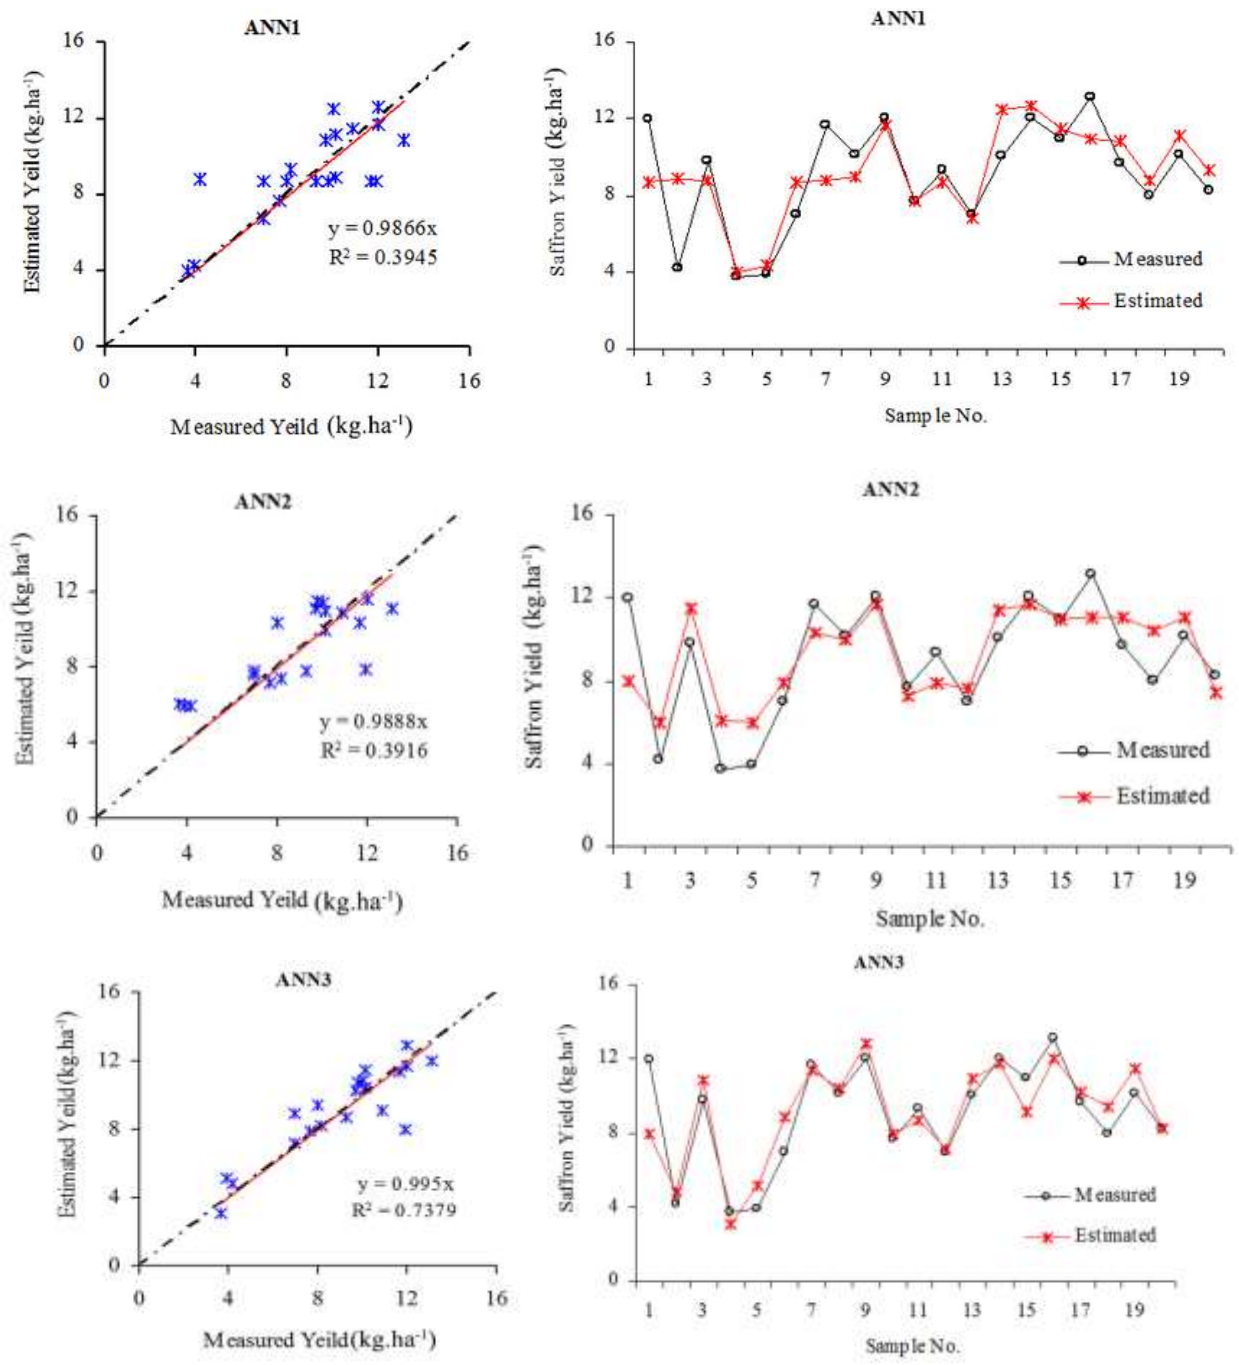 ANN1
16
12
8
4
0
Estimated Yeild (kg.ha⁻¹)
y = 0.9866x
R² = 0.3945
0 4 8 12 16
Measured Yeild (kg.ha⁻¹)
ANN1
16
12
8
4
0
Saffron Yield (kg.ha⁻¹)
Measured
Estimated
1 3 5 7 9 11 13 15 17 19
Sample No.
ANN2
16
12
8
4
0
Estimated Yeild (kg.ha⁻¹)
y = 0.9888x
R² = 0.3916
0 4 8 12 16
Measured Yeild (kg.ha⁻¹)
ANN2
16
12
8
4
0
Saffron Yield (kg.ha⁻¹)
Measured
Estimated
1 3 5 7 9 11 13 15 17 19
Sample No.
ANN3
16
12
8
4
0
Estimated Yeild (kg.ha⁻¹)
y = 0.995x
R² = 0.7379
0 4 8 12 16
Measured Yeild (kg.ha⁻¹)
ANN3
16
12
8
4
0
Saffron Yield (kg.ha⁻¹)
Measured
Estimated
1 3 5 7 9 11 13 15 17 19
Sample No.